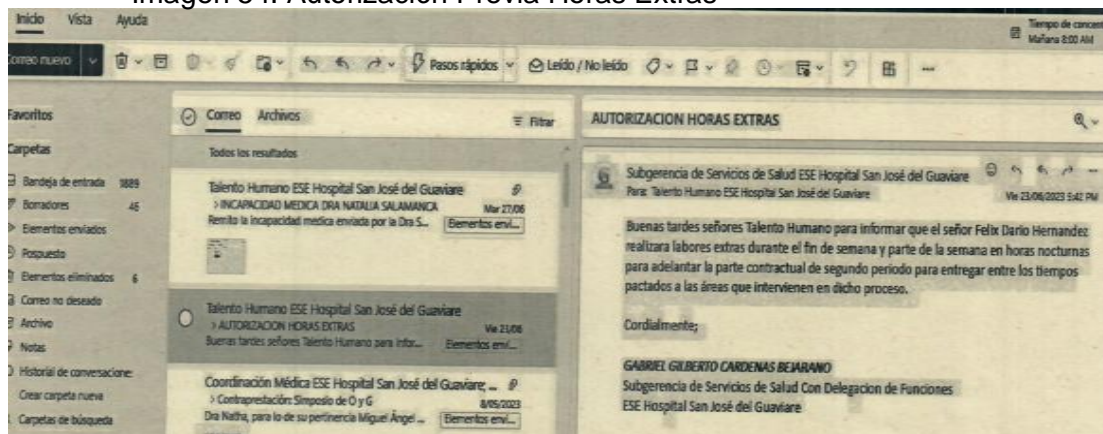 Imagen 34. Autorización Previa Horas Extras
Inicio Vista Ayuda
Tiempo de concent
Mañana 8:00 AM
Correo nuevo
Pasos rápidos
Leído / No leído
Favoritos
Carpetas
Bandeja de entrada 1889
Borradores 45
Elementos enviados
Pospuesto
Elementos eliminados 6
Correo no deseado
Archivo
Notas
Historial de conversacione:
Crear carpeta nueva
Carpetas de búsqueda
Correo Archivos
Filtrar
Todos los resultados
Talento Humano ESE Hospital San José del Guaviare
> INCAPACIDAD MEDICA DRA NATALIA SALAMANCA Mar 27/06
Remito la incapacidad medica enviada por la Dra S... Elementos envi...
Talento Humano ESE Hospital San José del Guaviare
> AUTORIZACION HORAS EXTRAS Vie 23/06
Buenas tardes señores Talento Humano para infor... Elementos envi...
Coordinación Médica ESE Hospital San José del Guaviare; ...
> Contraprestación: Simposio de O y G 8/05/2023
Dra Natha, para lo de su pertinencia Miguel Ángel ... Elementos envi...
AUTORIZACION HORAS EXTRAS
Subgerencia de Servicios de Salud ESE Hospital San José del Guaviare
Para: Talento Humano ESE Hospital San José del Guaviare
Vie 23/06/2023 5:42 PM
Buenas tardes señores Talento Humano para informar que el señor Felix Dario Hernandez
realizara labores extras durante el fin de semana y parte de la semana en horas nocturnas
para adelantar la parte contractual de segundo periodo para entregar entre los tiempos
pactados a las áreas que intervienen en dicho proceso.
Cordialmente;
GABRIEL GILBERTO CARDENAS BEJARANO
Subgerencia de Servicios de Salud Con Delegacion de Funciones
ESE Hospital San José del Guaviare